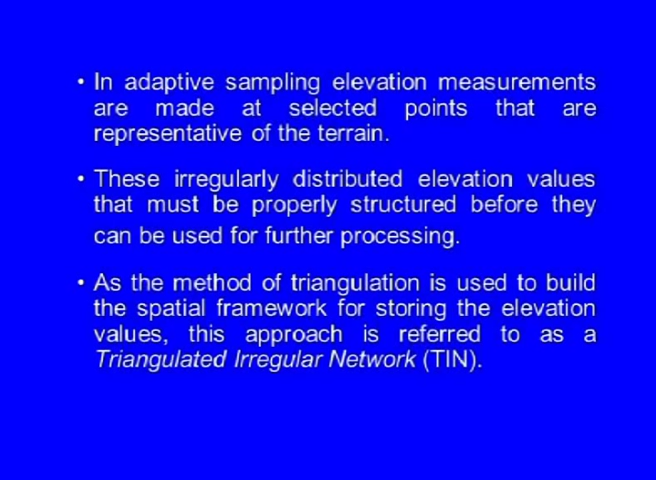 • In adaptive sampling elevation measurements
are made at selected points that are
representative of the terrain.
• These irregularly distributed elevation values
that must be properly structured before they
can be used for further processing.
• As the method of triangulation is used to build
the spatial framework for storing the elevation
values, this approach is referred to as a
Triangulated Irregular Network (TIN).